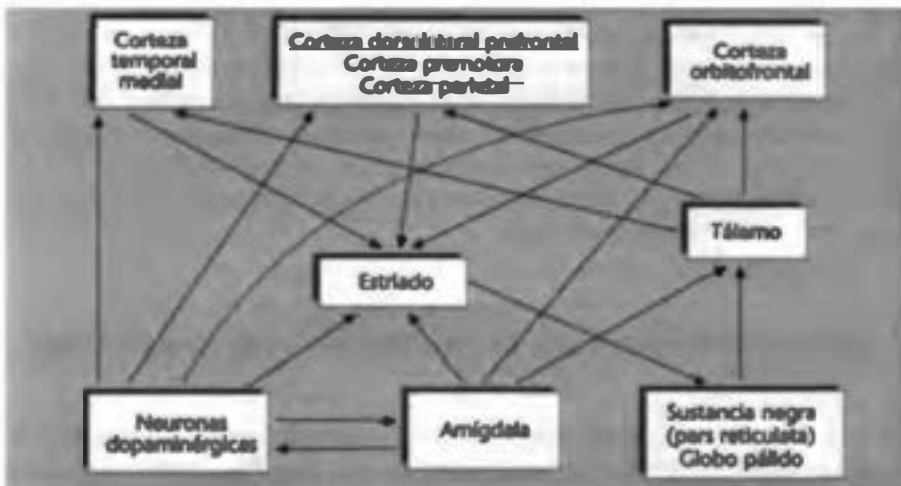 Corteza
temporal
medial
Corteza dorsolateral prefrontal
Corteza premotora
Corteza parietal
Corteza
orbitofrontal
Tálamo
Estriado
Neuronas
dopaminérgicas
Amígdala
Sustancia negra
(pars reticulata)
Globo pálido